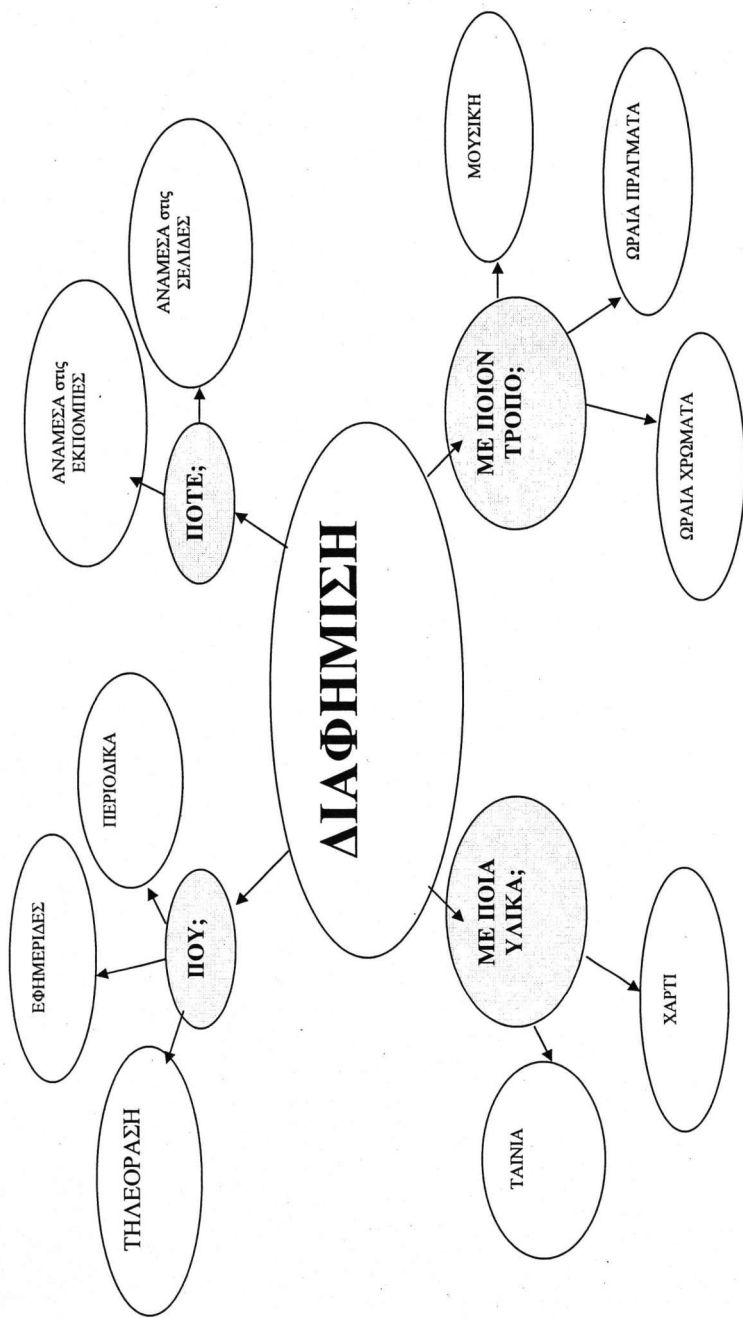 ΤΗΛΕΟΡΑΣΗ
ΕΦΗΜΕΡΙΔΕΣ
ΠΕΡΙΟΔΙΚΑ
ΠΟΥ;
ΑΝΑΜΕΣΑ στις
ΕΚΠΟΜΠΕΣ
ΑΝΑΜΕΣΑ στις
ΣΕΛΙΔΕΣ
ΠΟΤΕ;
ΔΙΑΦΗΜΙΣΗ
ΜΕ ΠΟΙΑ
ΥΛΙΚΑ;
ΤΑΙΝΙΑ
ΧΑΡΤΙ
ΜΕ ΠΟΙΟΝ
ΤΡΟΠΟ;
ΜΟΥΣΙΚΉ
ΩΡΑΙΑ ΧΡΩΜΑΤΑ
ΩΡΑΙΑ ΠΡΑΓΜΑΤΑ